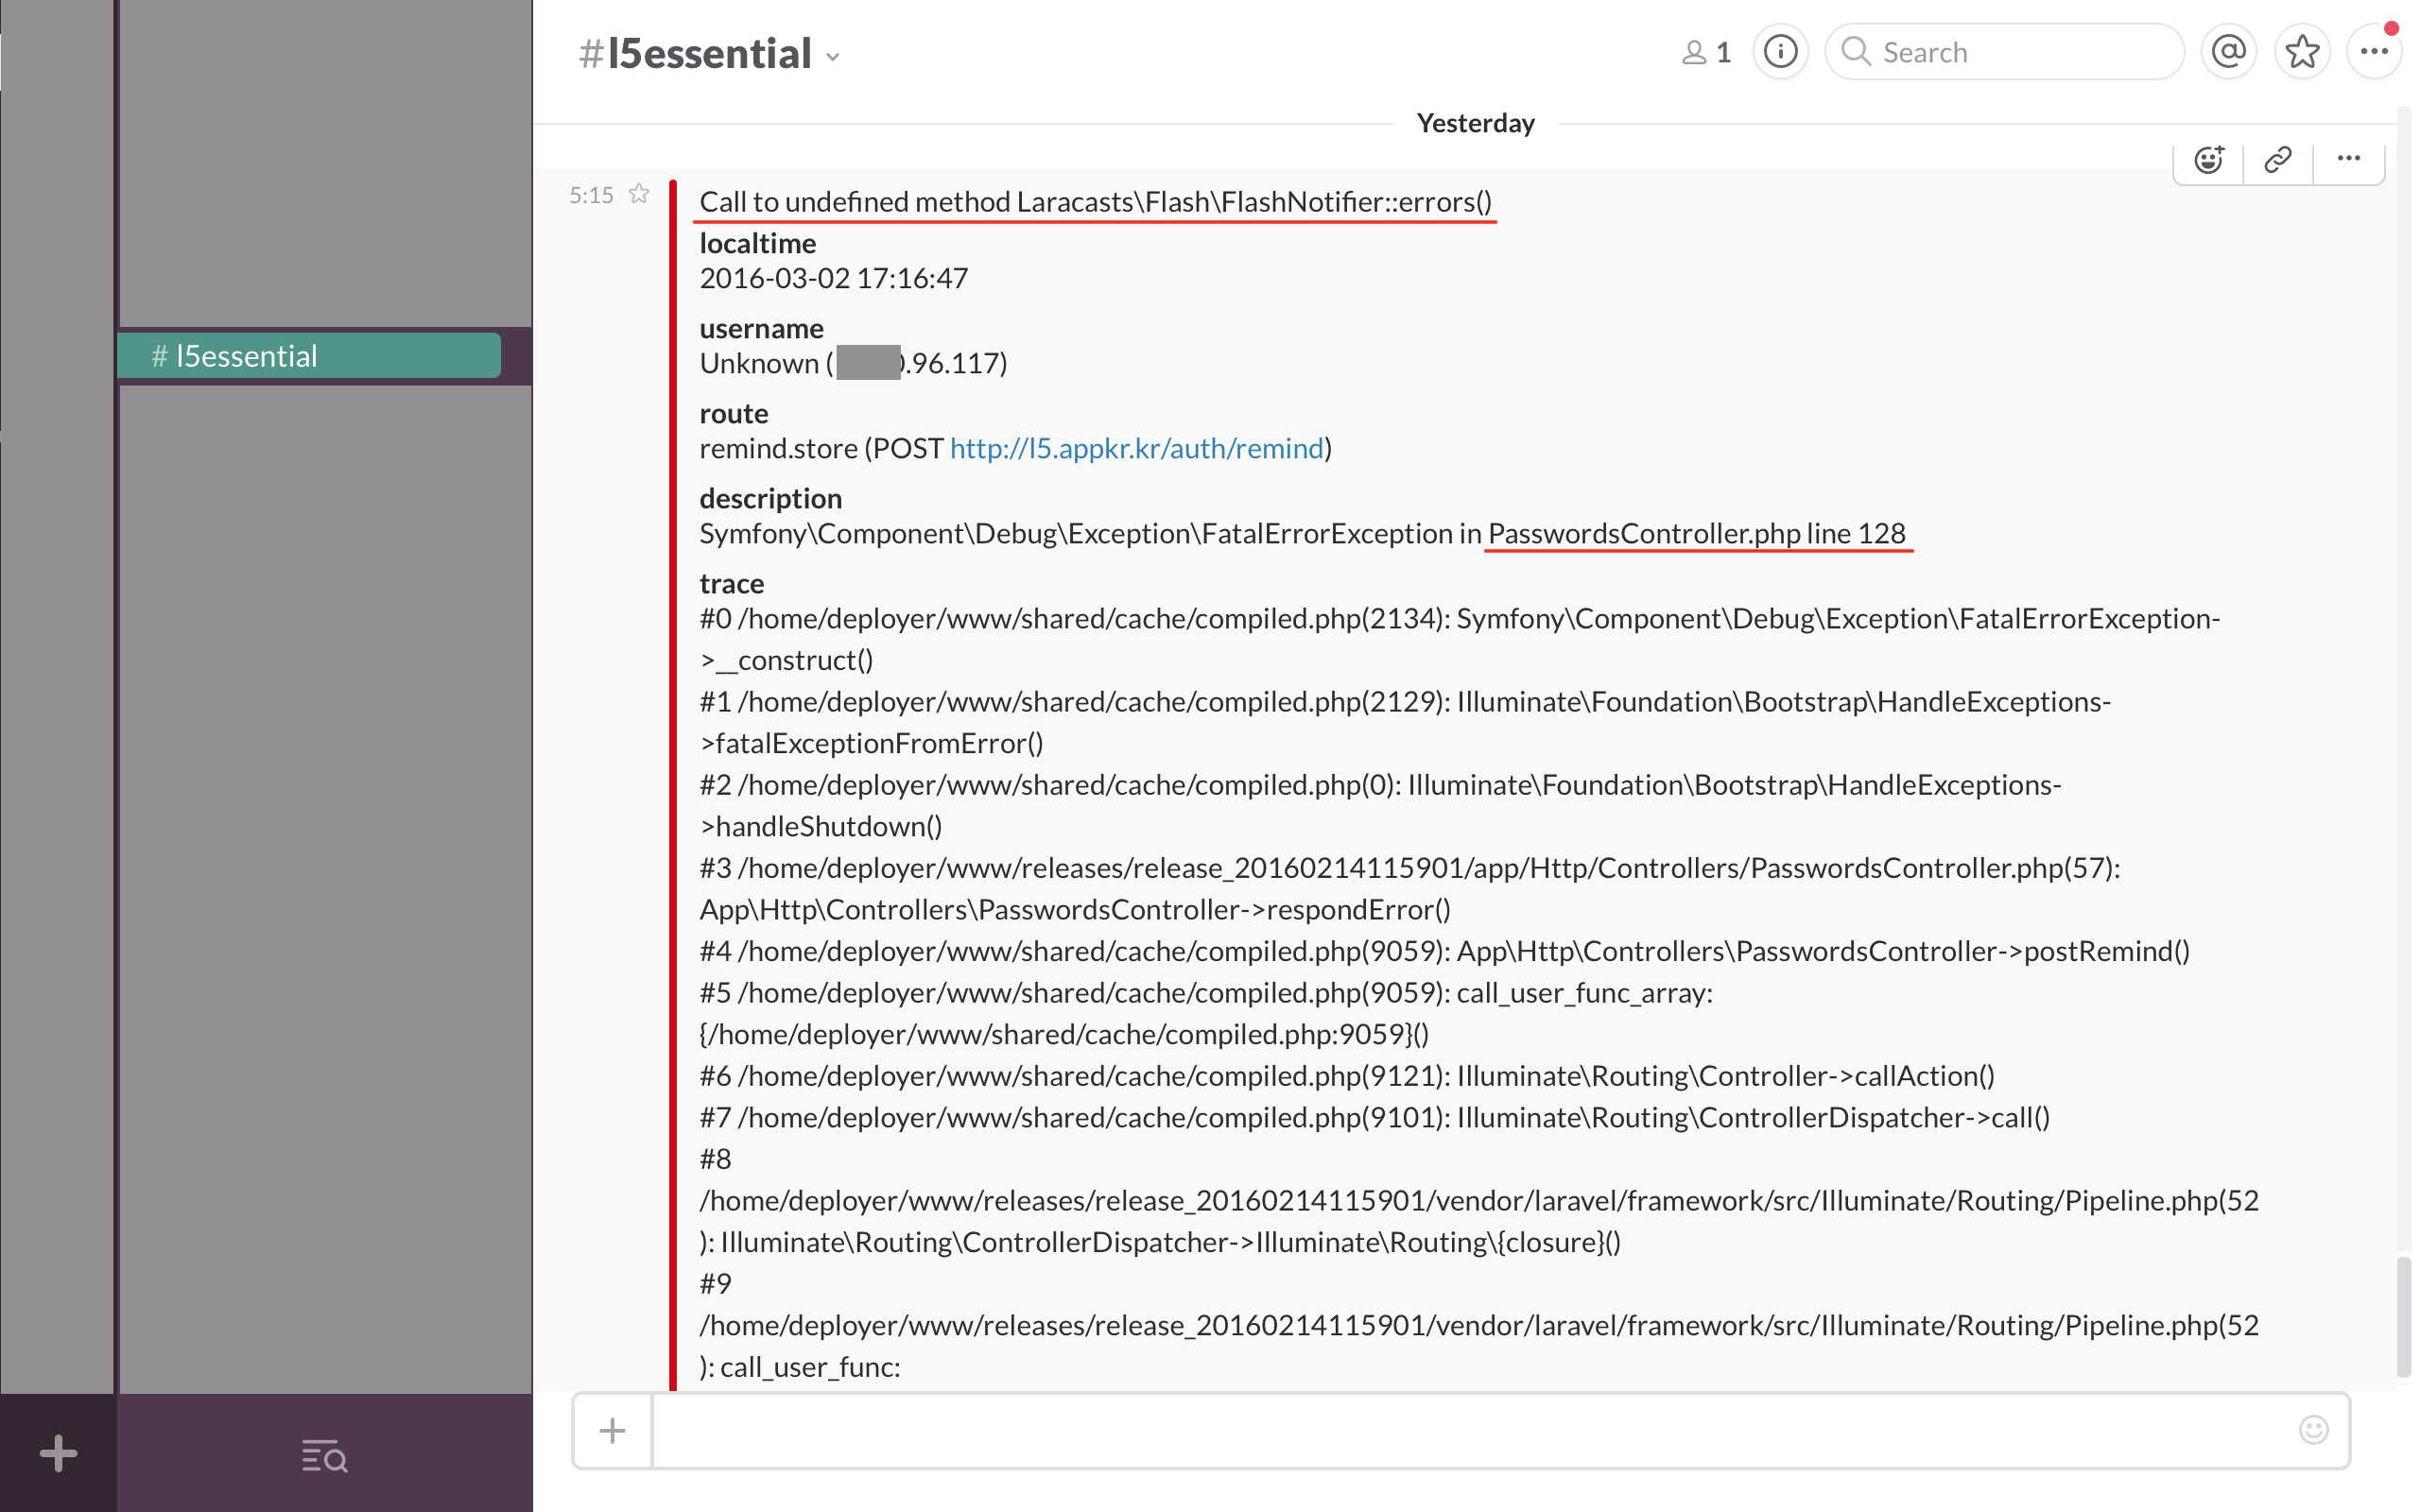 #l5essential
1
Search
Yesterday
# l5essential
5:15
Call to undefined method Laracasts\Flash\FlashNotifier::errors()
localtime
2016-03-02 17:16:47
username
Unknown ( .96.117)
route
remind.store (POST http://l5.appkr.kr/auth/remind)
description
Symfony\Component\Debug\Exception\FatalErrorException in PasswordsController.php line 128
trace
#0 /home/deployer/www/shared/cache/compiled.php(2134): Symfony\Component\Debug\Exception\FatalErrorException-
>__construct()
#1 /home/deployer/www/shared/cache/compiled.php(2129): Illuminate\Foundation\Bootstrap\HandleExceptions-
>fatalExceptionFromError()
#2 /home/deployer/www/shared/cache/compiled.php(0): Illuminate\Foundation\Bootstrap\HandleExceptions-
>handleShutdown()
#3 /home/deployer/www/releases/release_20160214115901/app/Http/Controllers/PasswordsController.php(57):
App\Http\Controllers\PasswordsController->respondError()
#4 /home/deployer/www/shared/cache/compiled.php(9059): App\Http\Controllers\PasswordsController->postRemind()
#5 /home/deployer/www/shared/cache/compiled.php(9059): call_user_func_array:
{/home/deployer/www/shared/cache/compiled.php:9059}()
#6 /home/deployer/www/shared/cache/compiled.php(9121): Illuminate\Routing\Controller->callAction()
#7 /home/deployer/www/shared/cache/compiled.php(9101): Illuminate\Routing\ControllerDispatcher->call()
#8
/home/deployer/www/releases/release_20160214115901/vendor/laravel/framework/src/Illuminate/Routing/Pipeline.php(52
): Illuminate\Routing\ControllerDispatcher->Illuminate\Routing\{closure}()
#9
/home/deployer/www/releases/release_20160214115901/vendor/laravel/framework/src/Illuminate/Routing/Pipeline.php(52
): call_user_func: